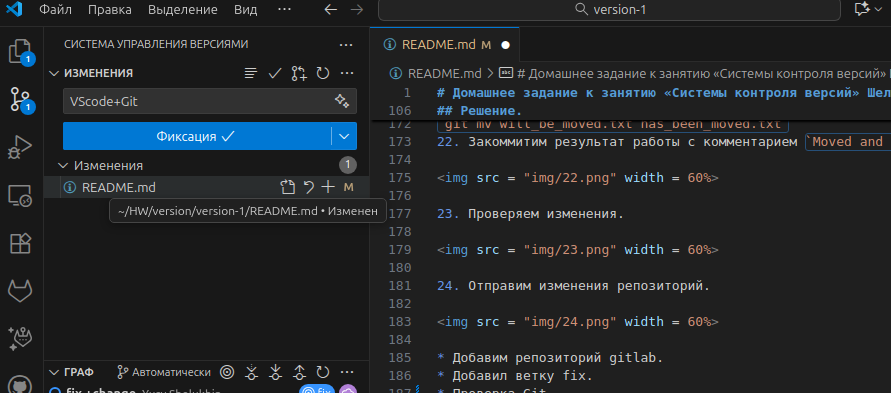 Файл Правка Выделение Вид ··· version-1
СИСТЕМА УПРАВЛЕНИЯ ВЕРСИЯМИ
ИЗМЕНЕНИЯ
VScode+Git
Фиксация
Изменения 1
README.md M
~/HW/version/version-1/README.md • Изменен
ГРАФ Автоматически
fix
1
1
README.md M
README.md > # Домашнее задание к занятию «Системы контроля версий»
1 # Домашнее задание к занятию «Системы контроля версий» Шел
106 ## Решение.
172 git mv will_be_moved.txt has_been_moved.txt
173 22. Закоммитим результат работы с комментарием `Moved and
174
175 <img src = "img/22.png" width = 60%>
176
177 23. Проверяем изменения.
178
179 <img src = "img/23.png" width = 60%>
180
181 24. Отправим изменения репозиторий.
182
183 <img src = "img/24.png" width = 60%>
184
185 * Добавим репозиторий gitlab.
186 * Добавил ветку fix.
187 * Проверка Git